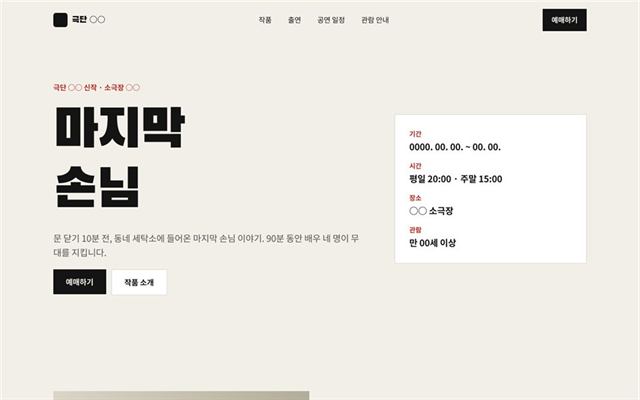 극단 ○○
작품 출연 공연 일정 관람 안내
예매하기
극단 ○○ 신작 · 소극장 ○○
마지막
손님
문 닫기 10분 전, 동네 세탁소에 들어온 마지막 손님 이야기. 90분 동안 배우 네 명이 무
대를 지킵니다.
예매하기 작품 소개
기간
0000. 00. 00. ~ 00. 00.
시간
평일 20:00 · 주말 15:00
장소
○○ 소극장
관람
만 00세 이상